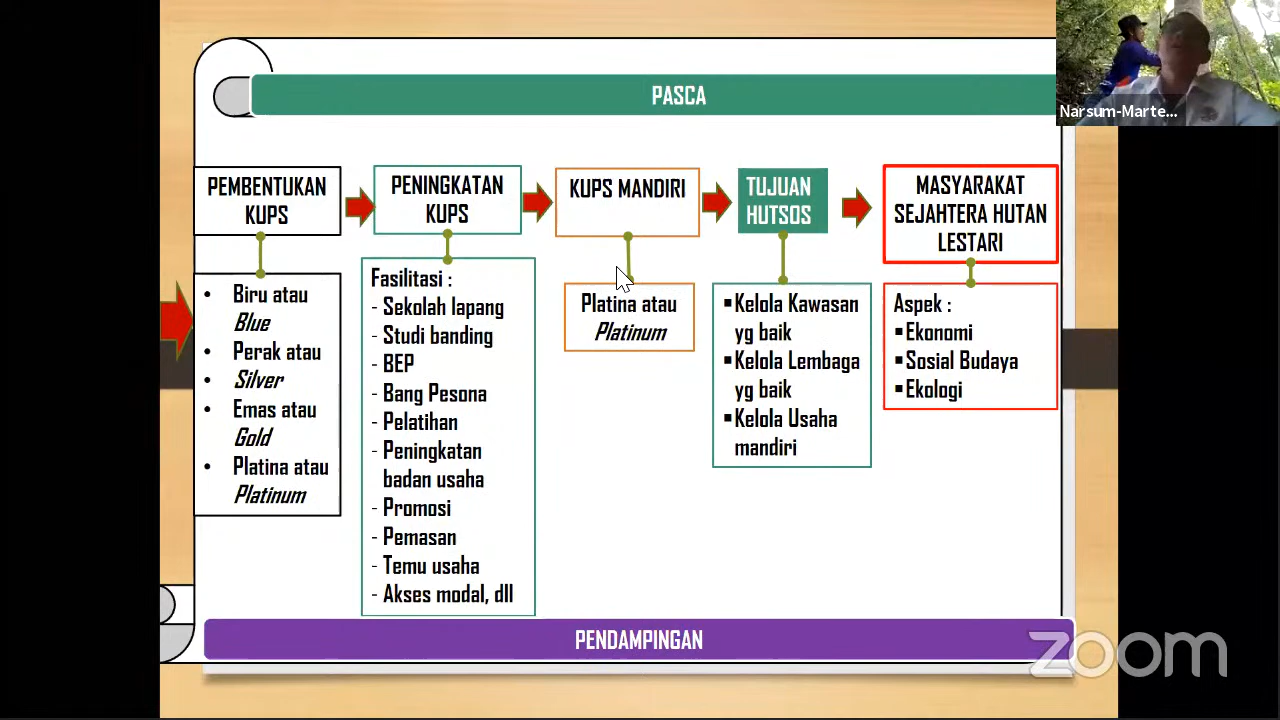 PASCA
Narsum-Marte...
PEMBENTUKAN
KUPS
PENINGKATAN
KUPS
KUPS MANDIRI
TUJUAN
HUTSOS
MASYARAKAT
SEJAHTERA HUTAN
LESTARI
• Biru atau
Blue
• Perak atau
• Silver
• Emas atau
Gold
• Platina atau
Platinum
Fasilitasi :
- Sekolah lapang
- Studi banding
- BEP
- Bang Pesona
- Pelatihan
- Peningkatan
badan usaha
- Promosi
- Pemasan
- Temu usaha
- Akses modal, dll
Platina atau
Platinum
▪Kelola Kawasan
yg baik
▪Kelola Lembaga
yg baik
▪Kelola Usaha
mandiri
Aspek :
▪Ekonomi
▪Sosial Budaya
▪Ekologi
PENDAMPINGAN
zoom